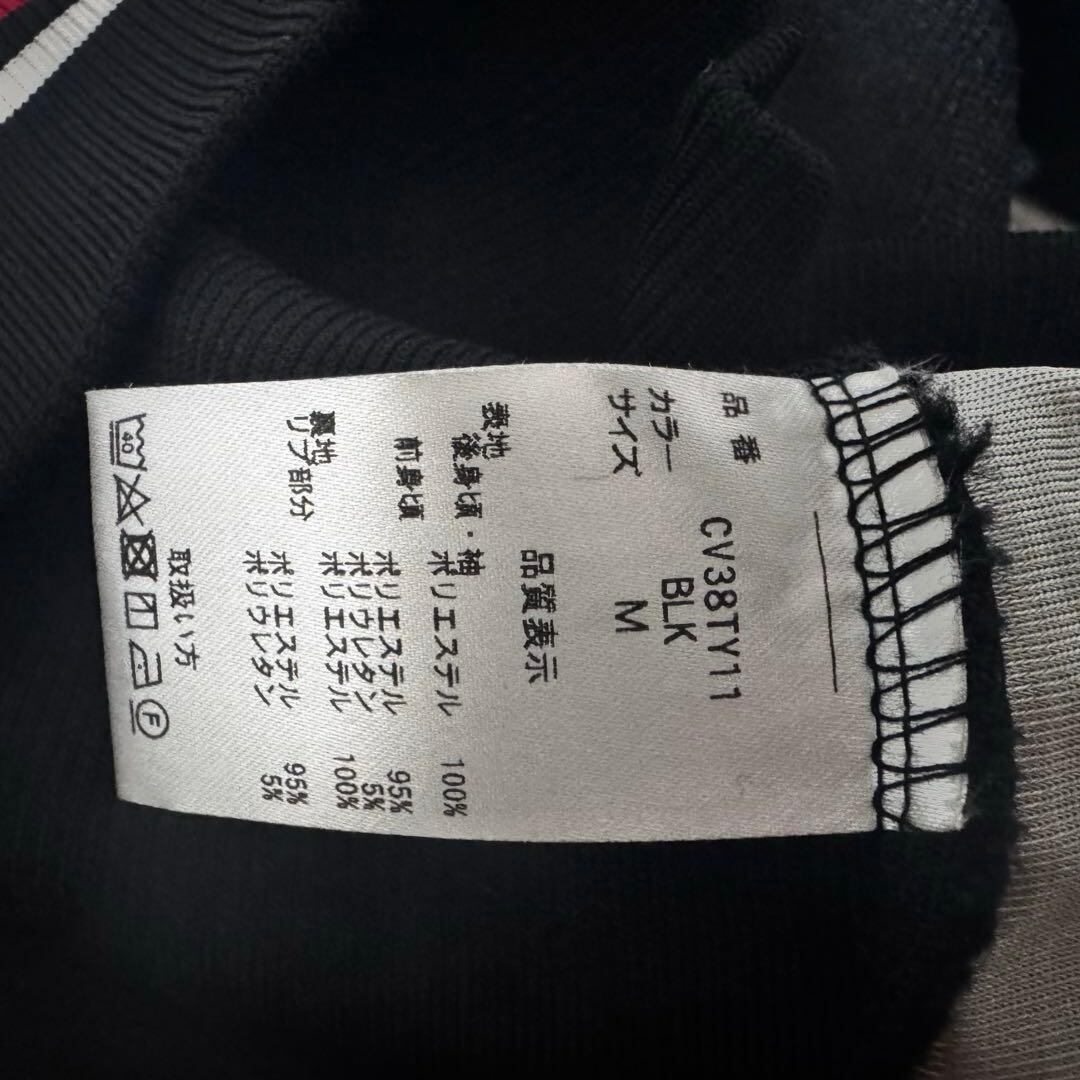 品番 CV38TY11
カラー BLK
サイズ M
品質表示
表地
後身頃・袖 ポリエステル 100%
前身頃 ポリエステル 95%
ポリウレタン 5%
裏地 ポリエステル 100%
リブ部分 ポリエステル 95%
ポリウレタン 5%
取扱い方
40 F